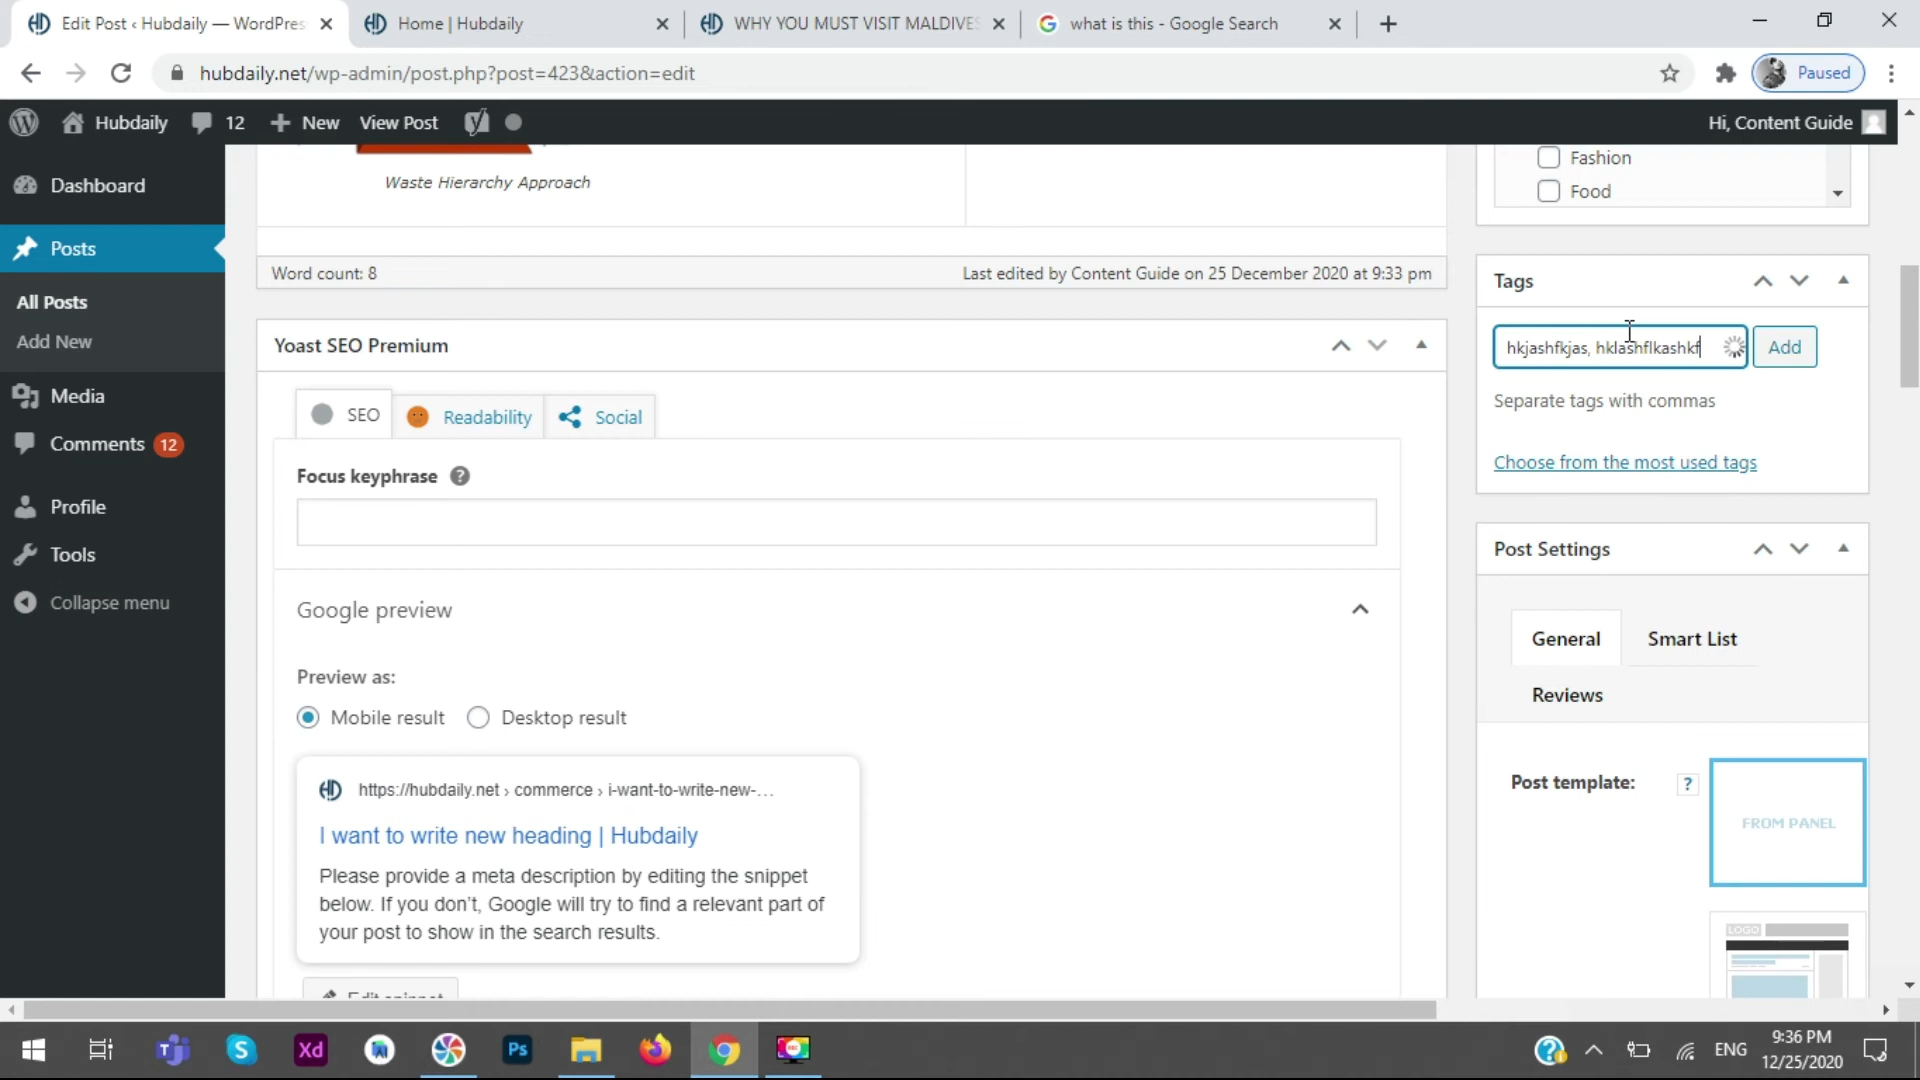 Edit Post ‹ Hubdaily — WordPres
Home | Hubdaily
WHY YOU MUST VISIT MALDIVES
what is this - Google Search
hubdaily.net/wp-admin/post.php?post=423&action=edit
Paused
Hubdaily
12
New
View Post
Hi, Content Guide
Dashboard
Posts
All Posts
Add New
Media
Comments 12
Profile
Tools
Collapse menu
Waste Hierarchy Approach
Word count: 8
Last edited by Content Guide on 25 December 2020 at 9:33 pm
Yoast SEO Premium
SEO
Readability
Social
Focus keyphrase
Google preview
Preview as:
Mobile result
Desktop result
https://hubdaily.net › commerce › i-want-to-write-new-…
I want to write new heading | Hubdaily
Please provide a meta description by editing the snippet
below. If you don't, Google will try to find a relevant part of
your post to show in the search results.
Edit snippet
Fashion
Food
Tags
hkjashfkjas, hklashflkashkf
Add
Separate tags with commas
Choose from the most used tags
Post Settings
General
Smart List
Reviews
Post template:
?
FROM PANEL
LOGO
Xd
Ps
ENG
9:36 PM
12/25/2020